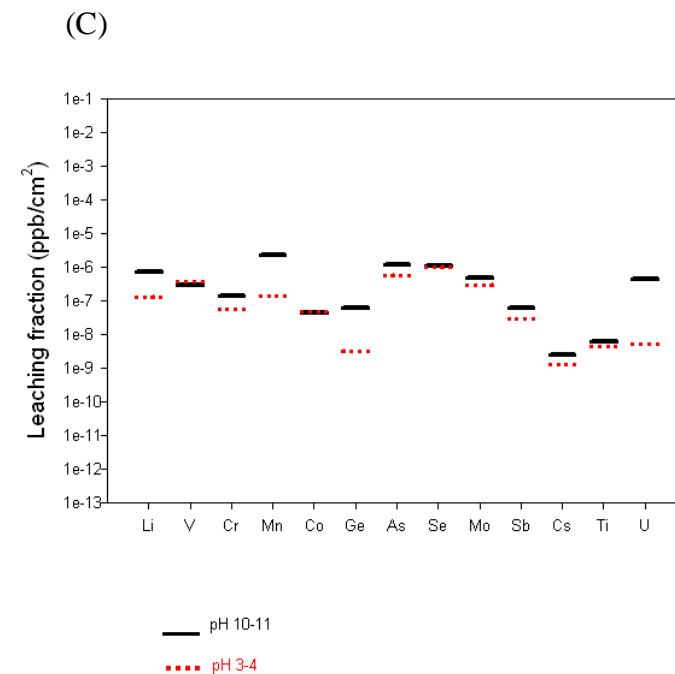 (C)
Leaching fraction (ppb/cm²)
1e-1
1e-2
1e-3
1e-4
1e-5
1e-6
1e-7
1e-8
1e-9
1e-10
1e-11
1e-12
1e-13
Li V Cr Mn Co Ge As Se Mo Sb Cs Ti U
pH 10-11
pH 3-4